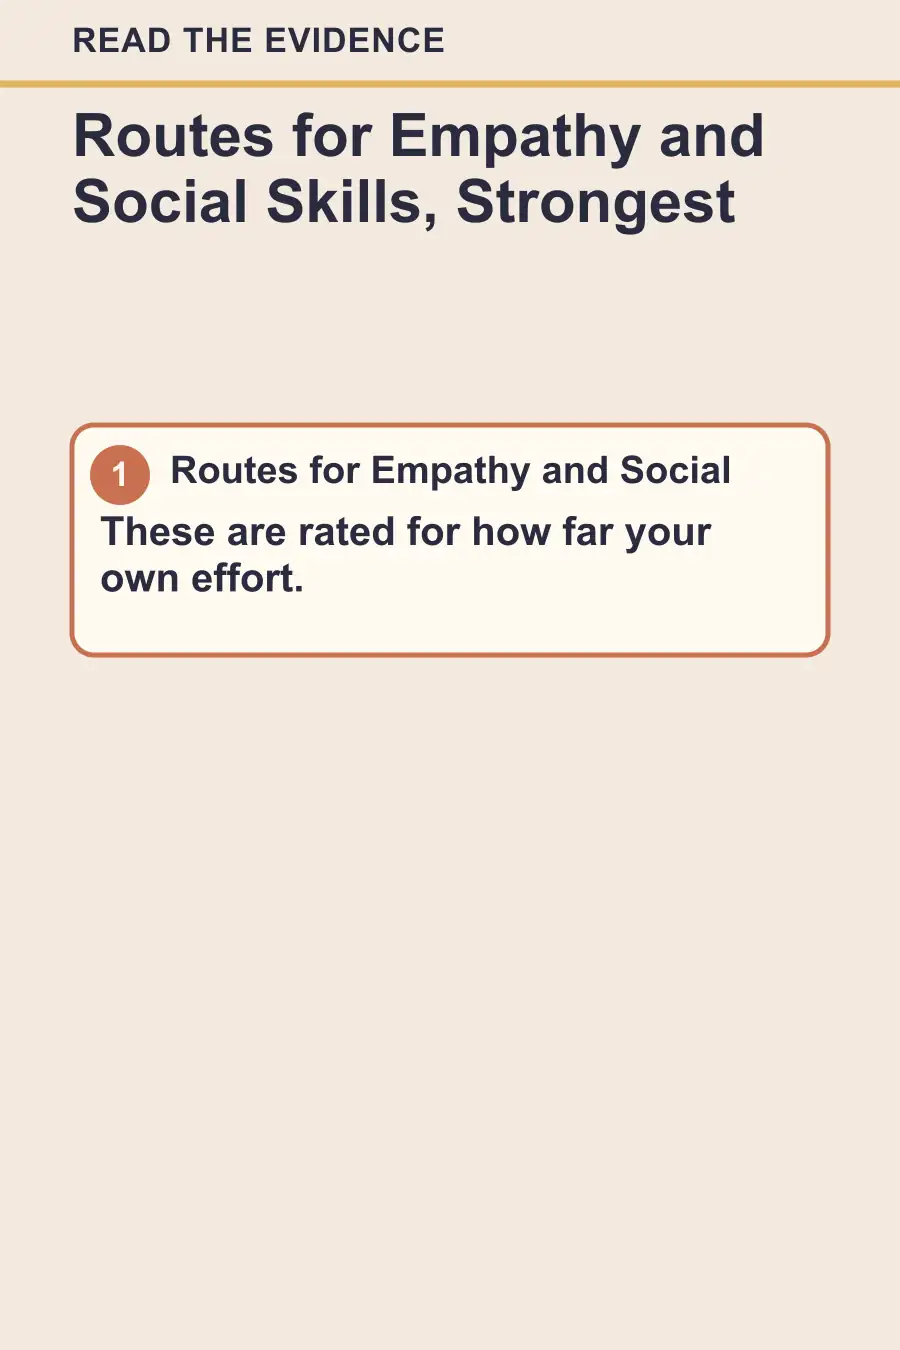 READ THE EVIDENCE
Routes for Empathy and
Social Skills, Strongest
1 Routes for Empathy and Social
These are rated for how far your
own effort.